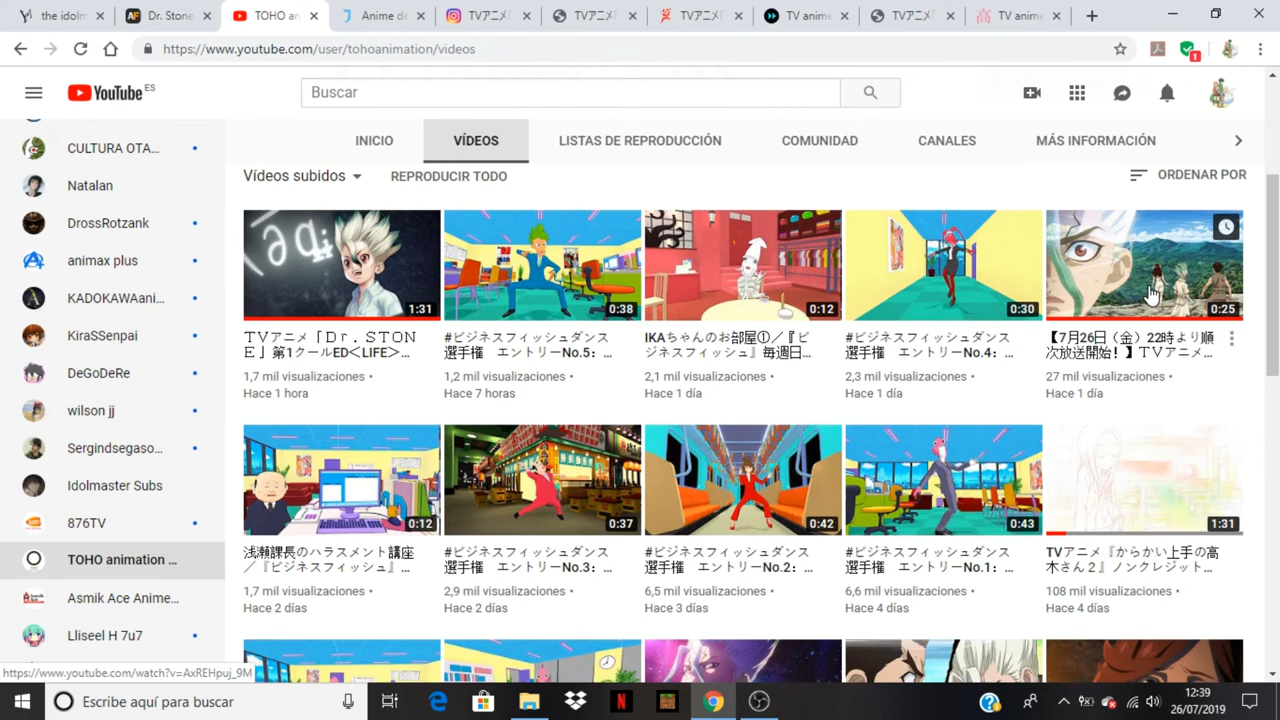 the idolm
Dr. Stone
TOHO an
Anime de
TVアニメ『
TVアニメ『
TVアニメ『
TV anime
TVアニメ『
TV anime
https://www.youtube.com/user/tohoanimation/videos
1
YouTube ES
Buscar
INICIO
VÍDEOS
LISTAS DE REPRODUCCIÓN
COMUNIDAD
CANALES
MÁS INFORMACIÓN
CULTURA OTA...
Natalan
DrossRotzank
animax plus
KADOKAWAani...
KiraSSenpai
DeGoDeRe
wilson jj
Sergindsegaso...
Idolmaster Subs
876TV
TOHO animation ...
Asmik Ace Anime...
Lliseel H 7u7
Vídeos subidos
REPRODUCIR TODO
ORDENAR POR
1:31
0:38
0:12
0:30
0:25
TVアニメ「Dr．STON
E」第1クールED＜LIFE＞...
1,7 mil visualizaciones •
Hace 1 hora
#ビジネスフィッシュダンス
選手権　エントリーNo.5：...
1,2 mil visualizaciones •
Hace 7 horas
IKAちゃんのお部屋①／『ビ
ジネスフィッシュ』毎週日...
2,1 mil visualizaciones •
Hace 1 día
#ビジネスフィッシュダンス
選手権　エントリーNo.4：...
2,3 mil visualizaciones •
Hace 1 día
【7月26日（金）22時より順
次放送開始！】TVアニメ...
27 mil visualizaciones •
Hace 1 día
0:12
0:37
0:42
0:43
1:31
浅瀬課長のハラスメント講座
／『ビジネスフィッシュ』...
1,7 mil visualizaciones •
Hace 2 días
#ビジネスフィッシュダンス
選手権　エントリーNo.3：...
2,9 mil visualizaciones •
Hace 2 días
#ビジネスフィッシュダンス
選手権　エントリーNo.2：...
6,5 mil visualizaciones •
Hace 3 días
#ビジネスフィッシュダンス
選手権　エントリーNo.1：...
6,6 mil visualizaciones •
Hace 4 días
TVアニメ『からかい上手の高
木さん２』ノンクレジット...
108 mil visualizaciones •
Hace 4 días
https://www.youtube.com/watch?v=AxREHpuj_9M
Escribe aquí para buscar
12:39
26/07/2019